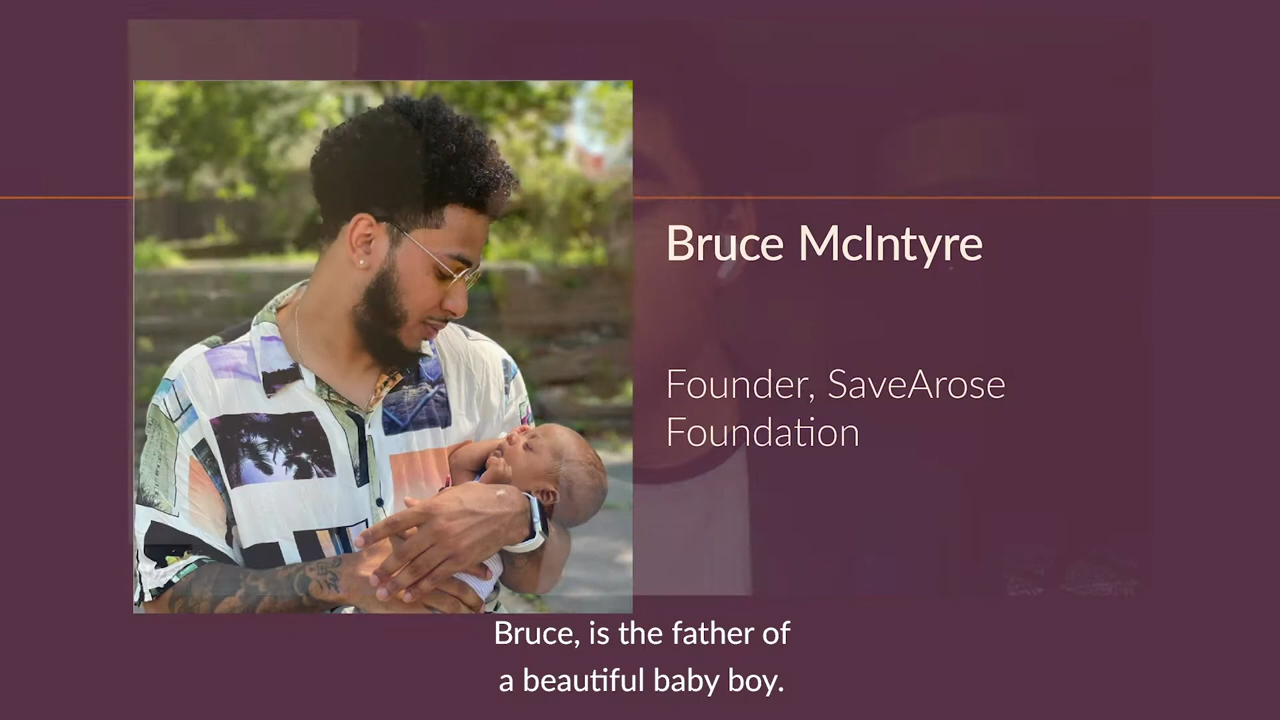 Bruce McIntyre
Founder, SaveArose
Foundation
Bruce, is the father of
a beautiful baby boy.